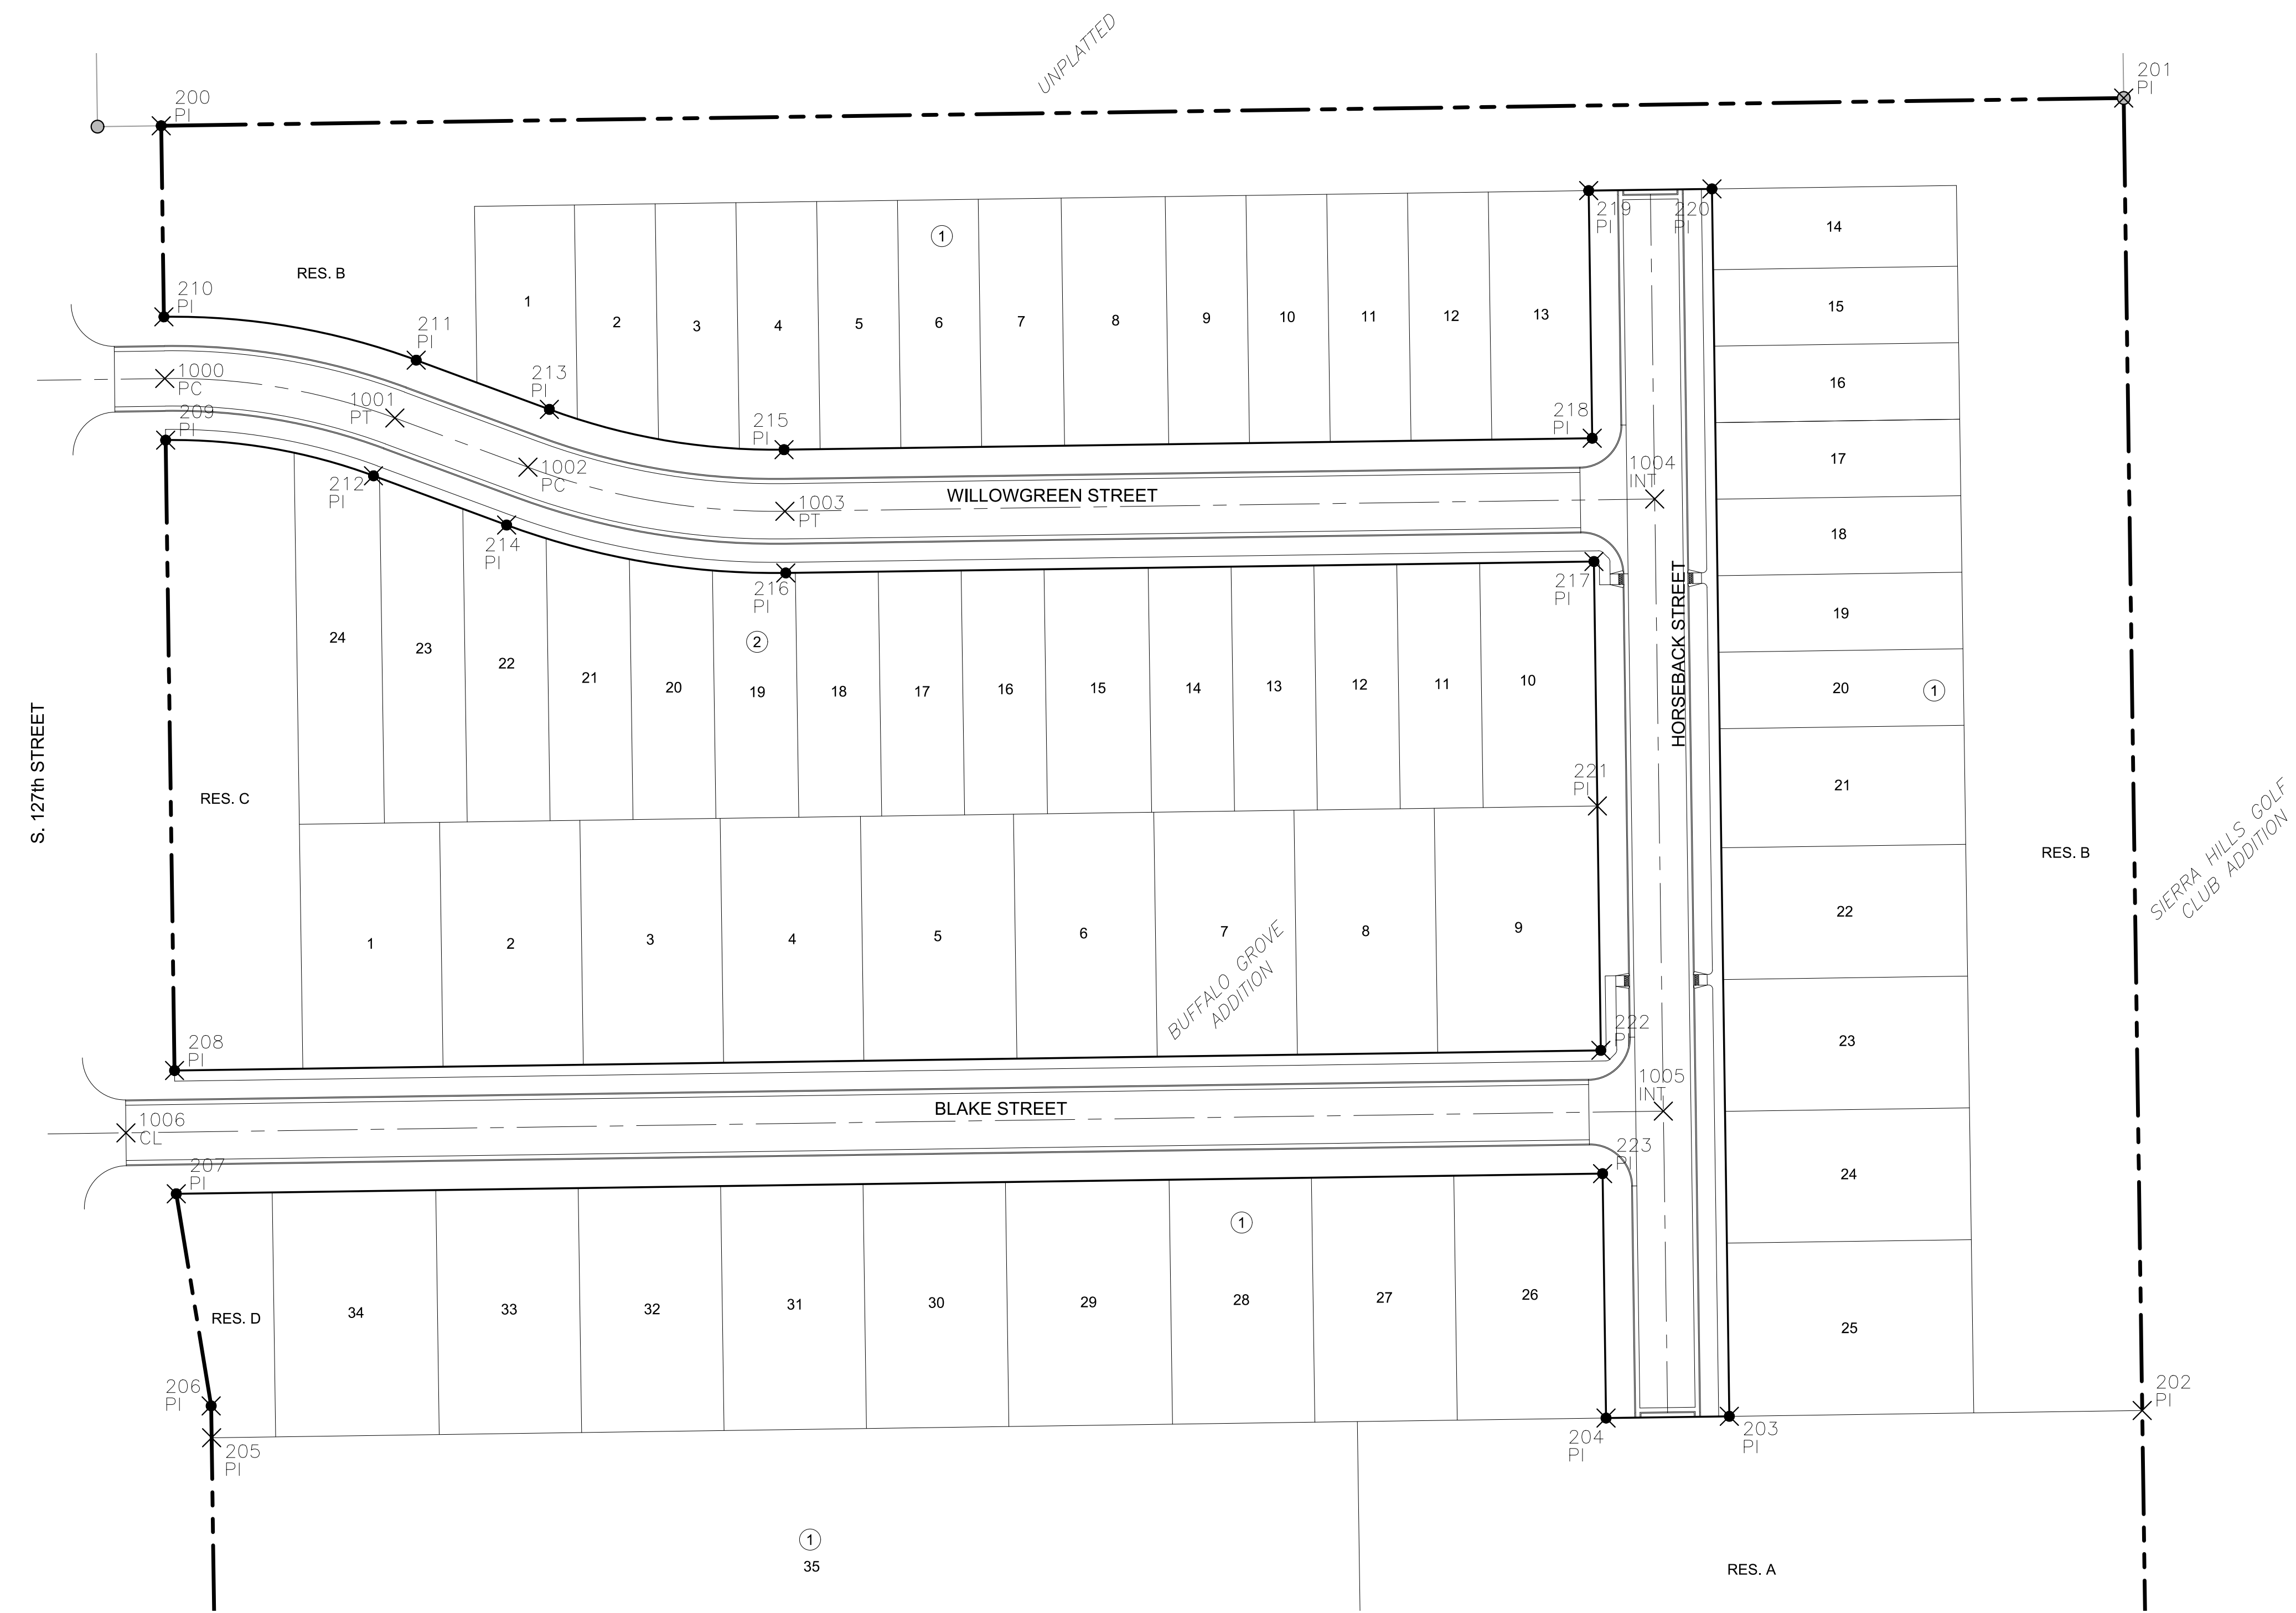 UNPLATTED
201
PI
200
PI
219
PI
220
PI
1
14
RES. B
210
PI
1
2
3
4
5
6
7
8
9
10
11
12
13
15
211
PI
16
1000
PC
213
PI
1001
PT
209
PI
215
PI
218
PI
17
212
PI
1002
PC
1004
INT
WILLOWGREEN STREET
1003
PT
18
214
PI
216
PI
217
PI
HORSEBACK STREET
19
24
23
22
21
20
2
19
18
17
16
15
14
13
12
11
10
20
1
S. 127th STREET
RES. C
221
PI
21
SIERRA HILLS GOLF
CLUB ADDITION
RES. B
22
1
2
3
4
5
6
7
8
9
BUFFALO GROVE
ADDITION
208
PI
222
PI
23
1006
CL
BLAKE STREET
1005
INT
207
PI
223
PI
24
1
RES. D
34
33
32
31
30
29
28
27
26
25
206
PI
202
PI
205
PI
204
PI
203
PI
1
35
RES. A